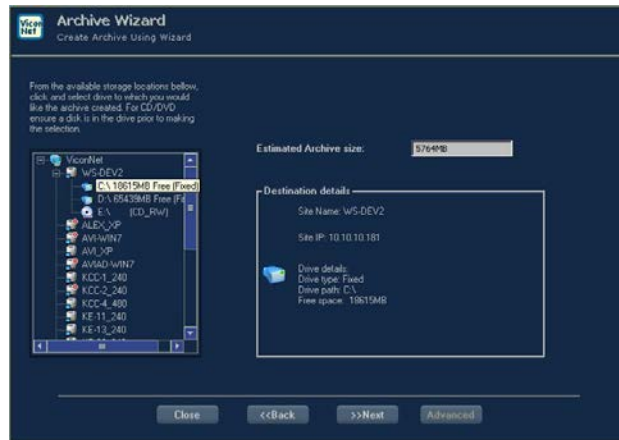 Vicon
Net
Archive Wizard
Create Archive Using Wizard
From the available storage locations bellow,
click and select drive to which you would
like the archive created. For CD/DVD
ensure a disk is in the drive prior to making
the selection.
Estimated Archive size:
5764MB
ViconNet
WS-DEV2
C:\ 18615MB Free (Fixed)
D:\ 65439MB Free (Fi
E:\ [CD_RW]
ALEX_XP
AVI-WIN7
AVI_XP
AVIAD-WIN7
KCC-1_240
KCC-2_240
KCC-4_480
KE-11_240
KE-13_240
Destination details
Site Name: WS-DEV2
Site IP: 10.10.10.181
Drive details:
Drive type: Fixed
Drive path: C:\
Free space: 18615MB
Close
<<Back
>>Next
Advanced